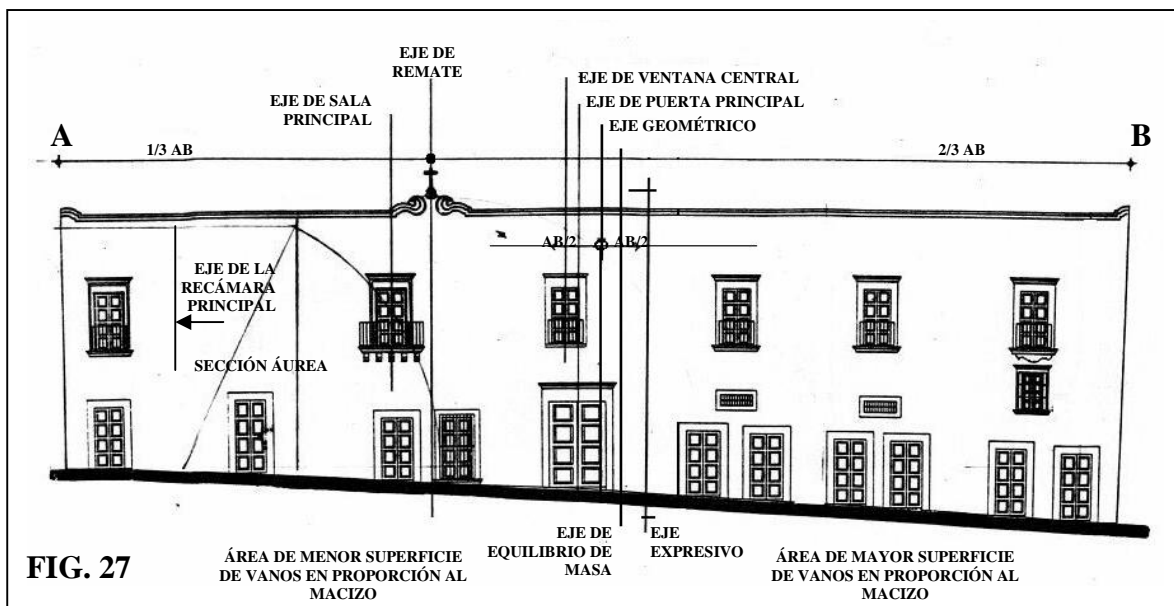 EJE DE
REMATE
EJE DE VENTANA CENTRAL
EJE DE SALA
PRINCIPAL
EJE DE PUERTA PRINCIPAL
EJE GEOMÉTRICO
A
B
1/3 AB
2/3 AB
AB/2
AB/2
EJE DE LA
RECÁMARA
PRINCIPAL
SECCIÓN ÁUREA
EJE DE
EQUILIBRIO DE
MASA
EJE
EXPRESIVO
FIG. 27
ÁREA DE MENOR SUPERFICIE
DE VANOS EN PROPORCIÓN AL
MACIZO
ÁREA DE MAYOR SUPERFICIE
DE VANOS EN PROPORCIÓN AL
MACIZO